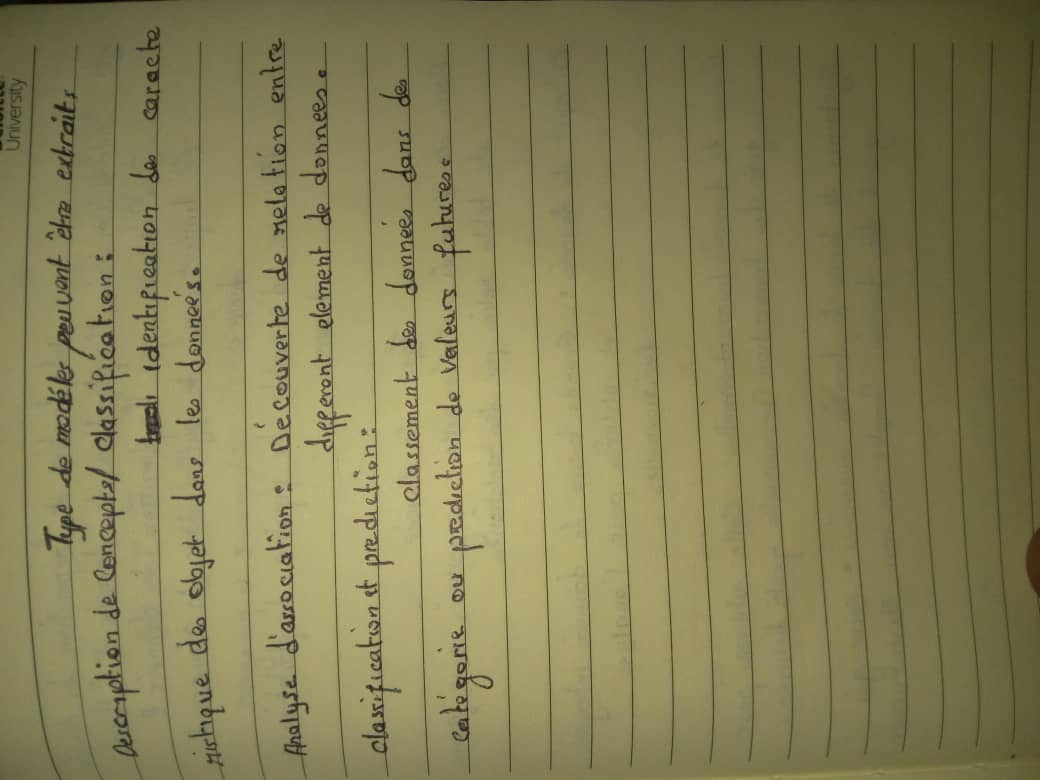 University
Type de modéles peuvent être extraits
Description de Concepts/ Classification :
identification des caracte
ristique des objet dans les données.
Analyse d'association : Découverte de relation entre
different element de données.
classification et prediction :
classement des données dans des
catégorie ou prediction de valeurs futures.